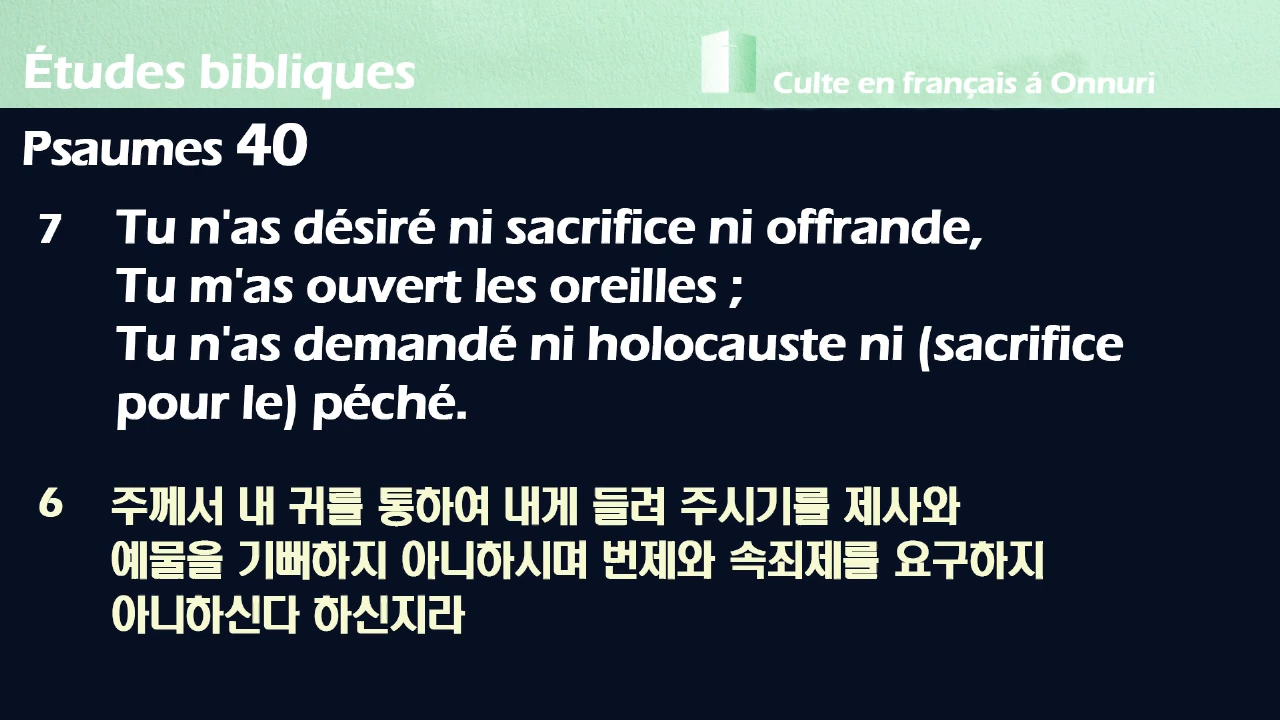 Études bibliques
Culte en français á Onnuri
Psaumes 40
7 Tu n'as désiré ni sacrifice ni offrande,
Tu m'as ouvert les oreilles ;
Tu n'as demandé ni holocauste ni (sacrifice
pour le) péché.
6 주께서 내 귀를 통하여 내게 들려 주시기를 제사와
예물을 기뻐하지 아니하시며 번제와 속죄제를 요구하지
아니하신다 하신지라